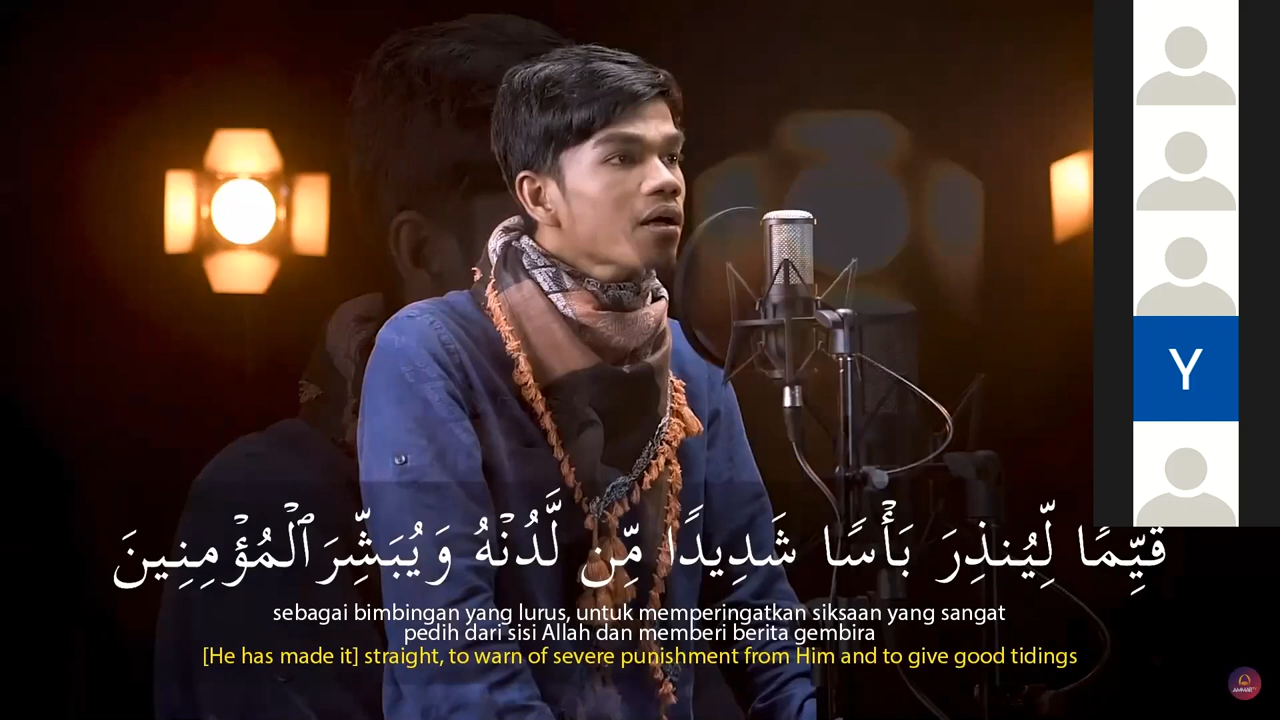 Y
قَيِّمًا لِّيُنذِرَ بَأْسًا شَدِيدًا مِّن لَّدُنْهُ وَيُبَشِّرَ ٱلْمُؤْمِنِينَ
sebagai bimbingan yang lurus, untuk memperingatkan siksaan yang sangat
pedih dari sisi Allah dan memberi berita gembira
[He has made it] straight, to warn of severe punishment from Him and to give good tidings
AMMAR TV